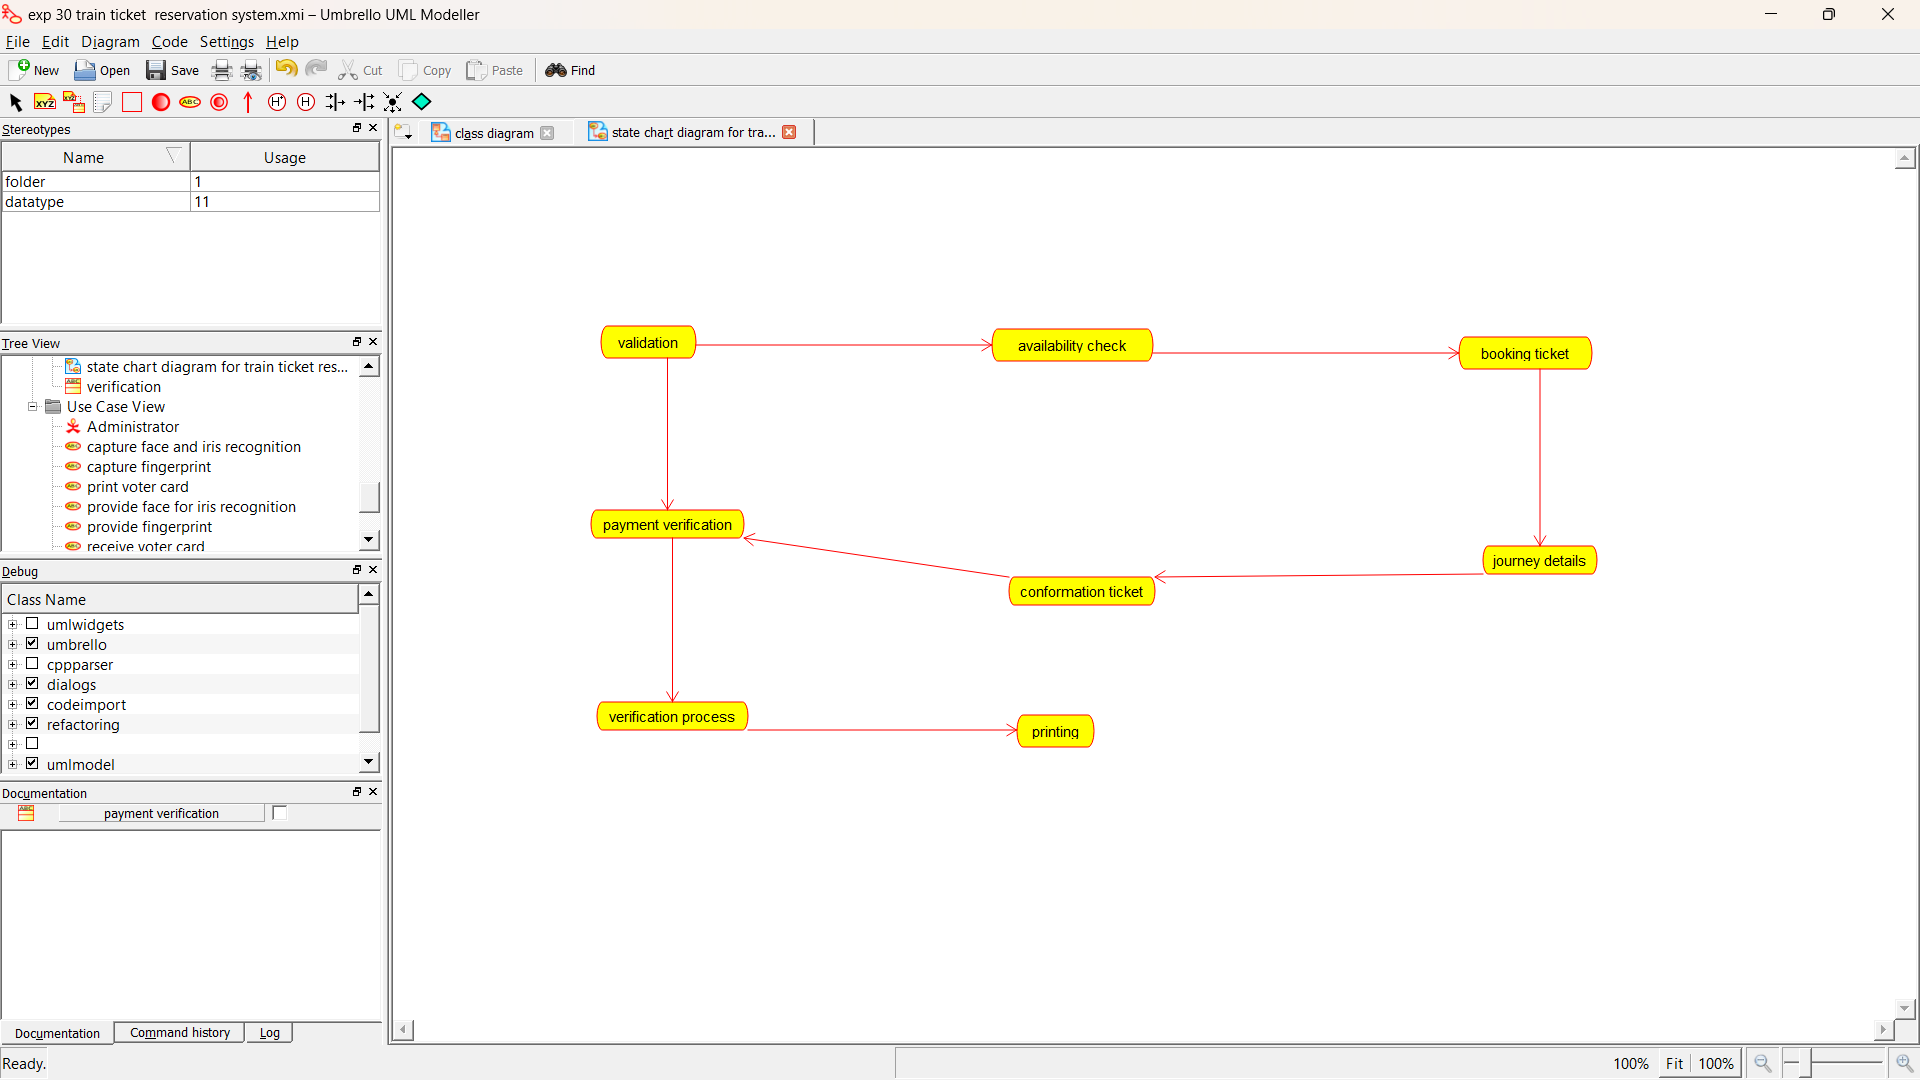 exp 30 train ticket  reservation system.xmi – Umbrello UML Modeller
File Edit Diagram Code Settings Help
New Open Save Cut Copy Paste Find
XYZ XYZ ABC H* H
Stereotypes
Name Usage
folder 1
datatype 11
Tree View
state chart diagram for train ticket res...
verification
Use Case View
Administrator
capture face and iris recognition
capture fingerprint
print voter card
provide face for iris recognition
provide fingerprint
receive voter card
Debug
Class Name
umlwidgets
umbrello
cppparser
dialogs
codeimport
refactoring
umlmodel
Documentation
payment verification
Documentation Command history Log
class diagram state chart diagram for tra...
validation
availability check
booking ticket
payment verification
journey details
conformation ticket
verification process
printing
Ready.
100% Fit 100%